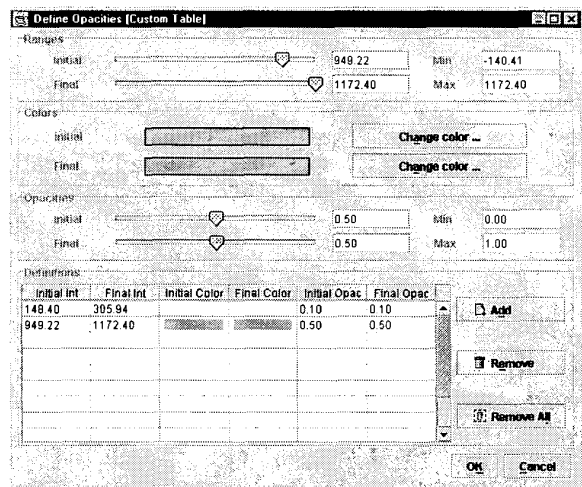 Define Opacities [Custom Table]
Ranges
Initial 949.22 Min -140.41
Final 1172.40 Max 1172.40
Colors
Initial Change color ...
Final Change color ...
Opacities
Initial 0.50 Min 0.00
Final 0.50 Max 1.00
Definitions
Initial Int Final Int Initial Color Final Color Initial Opac Final Opac
148.40 305.94 0.10 0.10
949.22 1172.40 0.50 0.50
Add
Remove
Remove All
OK Cancel